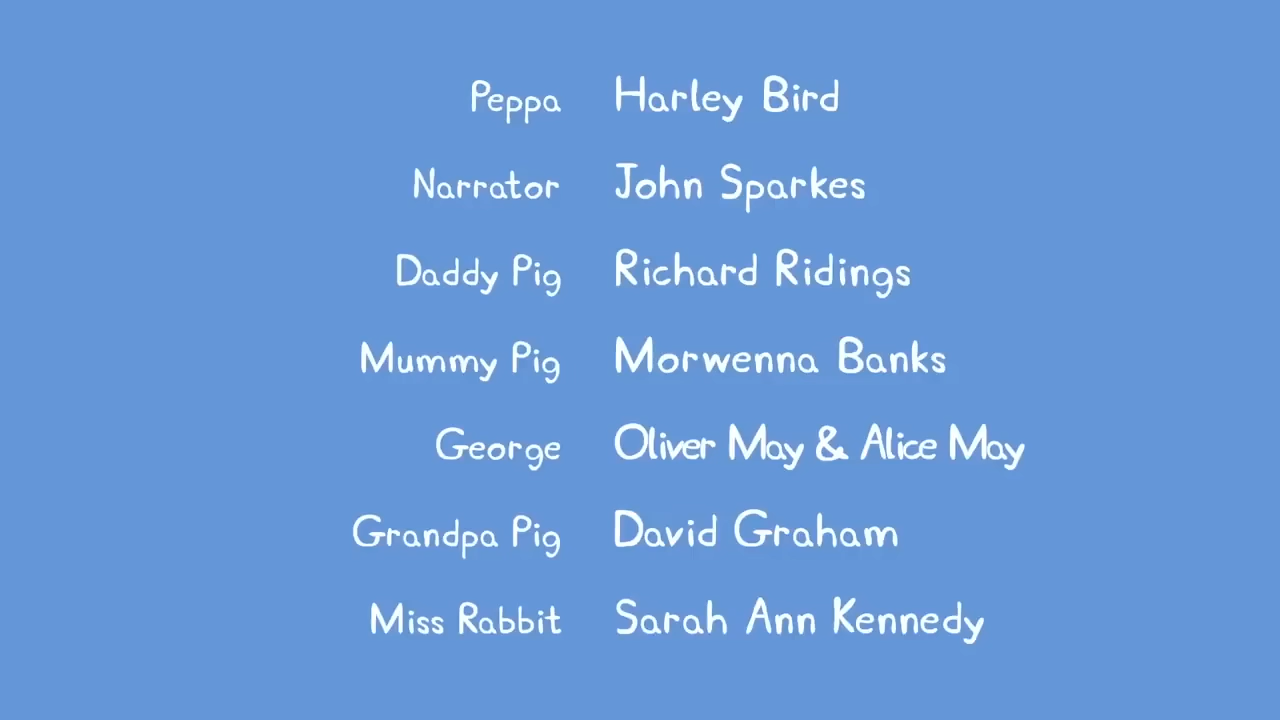 Peppa Harley Bird
Narrator John Sparkes
Daddy Pig Richard Ridings
Mummy Pig Morwenna Banks
George Oliver May & Alice May
Grandpa Pig David Graham
Miss Rabbit Sarah Ann Kennedy